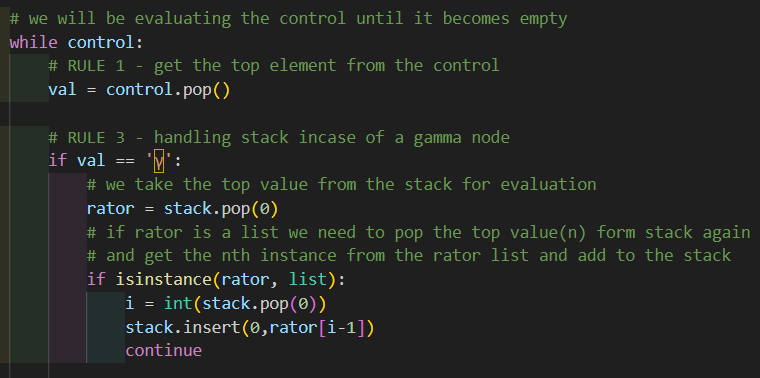 # we will be evaluating the control until it becomes empty
while control:
    # RULE 1 - get the top element from the control
    val = control.pop()

    # RULE 3 - handling stack incase of a gamma node
    if val == 'γ':
        # we take the top value from the stack for evaluation
        rator = stack.pop(0)
        # if rator is a list we need to pop the top value(n) form stack again
        # and get the nth instance from the rator list and add to the stack
        if isinstance(rator, list):
            i = int(stack.pop(0))
            stack.insert(0,rator[i-1])
            continue